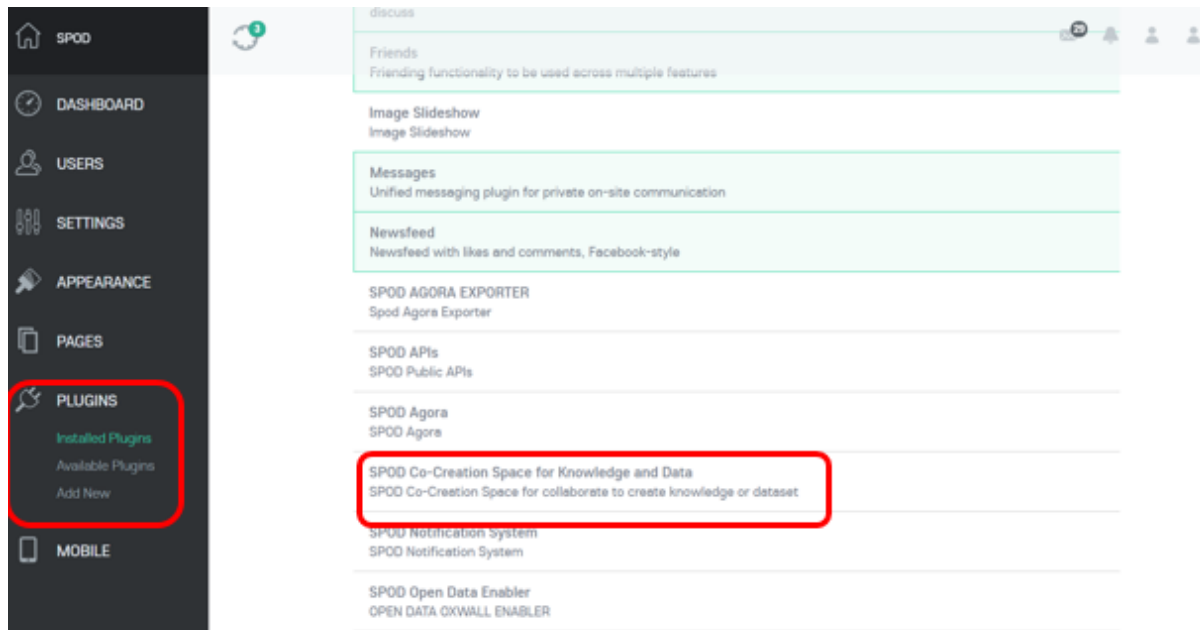 SPOD
DASHBOARD
USERS
SETTINGS
APPEARANCE
PAGES
PLUGINS
Installed Plugins
Available Plugins
Add New
MOBILE
3
25
discuss
Friends
Friending functionality to be used across multiple features
Image Slideshow
Image Slideshow
Messages
Unified messaging plugin for private on-site communication
Newsfeed
Newsfeed with likes and comments, Facebook-style
SPOD AGORA EXPORTER
Spod Agora Exporter
SPOD APIs
SPOD Public APIs
SPOD Agora
SPOD Agora
SPOD Co-Creation Space for Knowledge and Data
SPOD Co-Creation Space for collaborate to create knowledge or dataset
SPOD Notification System
SPOD Notification System
SPOD Open Data Enabler
OPEN DATA OXWALL ENABLER